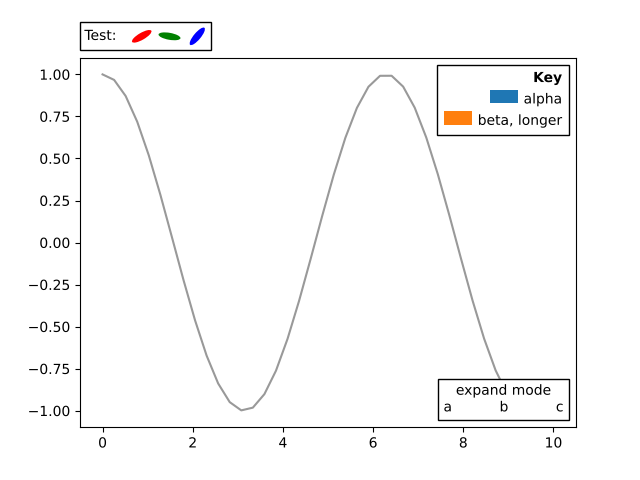 Test:
1.00
Key
alpha
0.75
beta, longer
0.50
0.25
0.00
−0.25
−0.50
−0.75
expand mode
a b c
−1.00
0 2 4 6 8 10